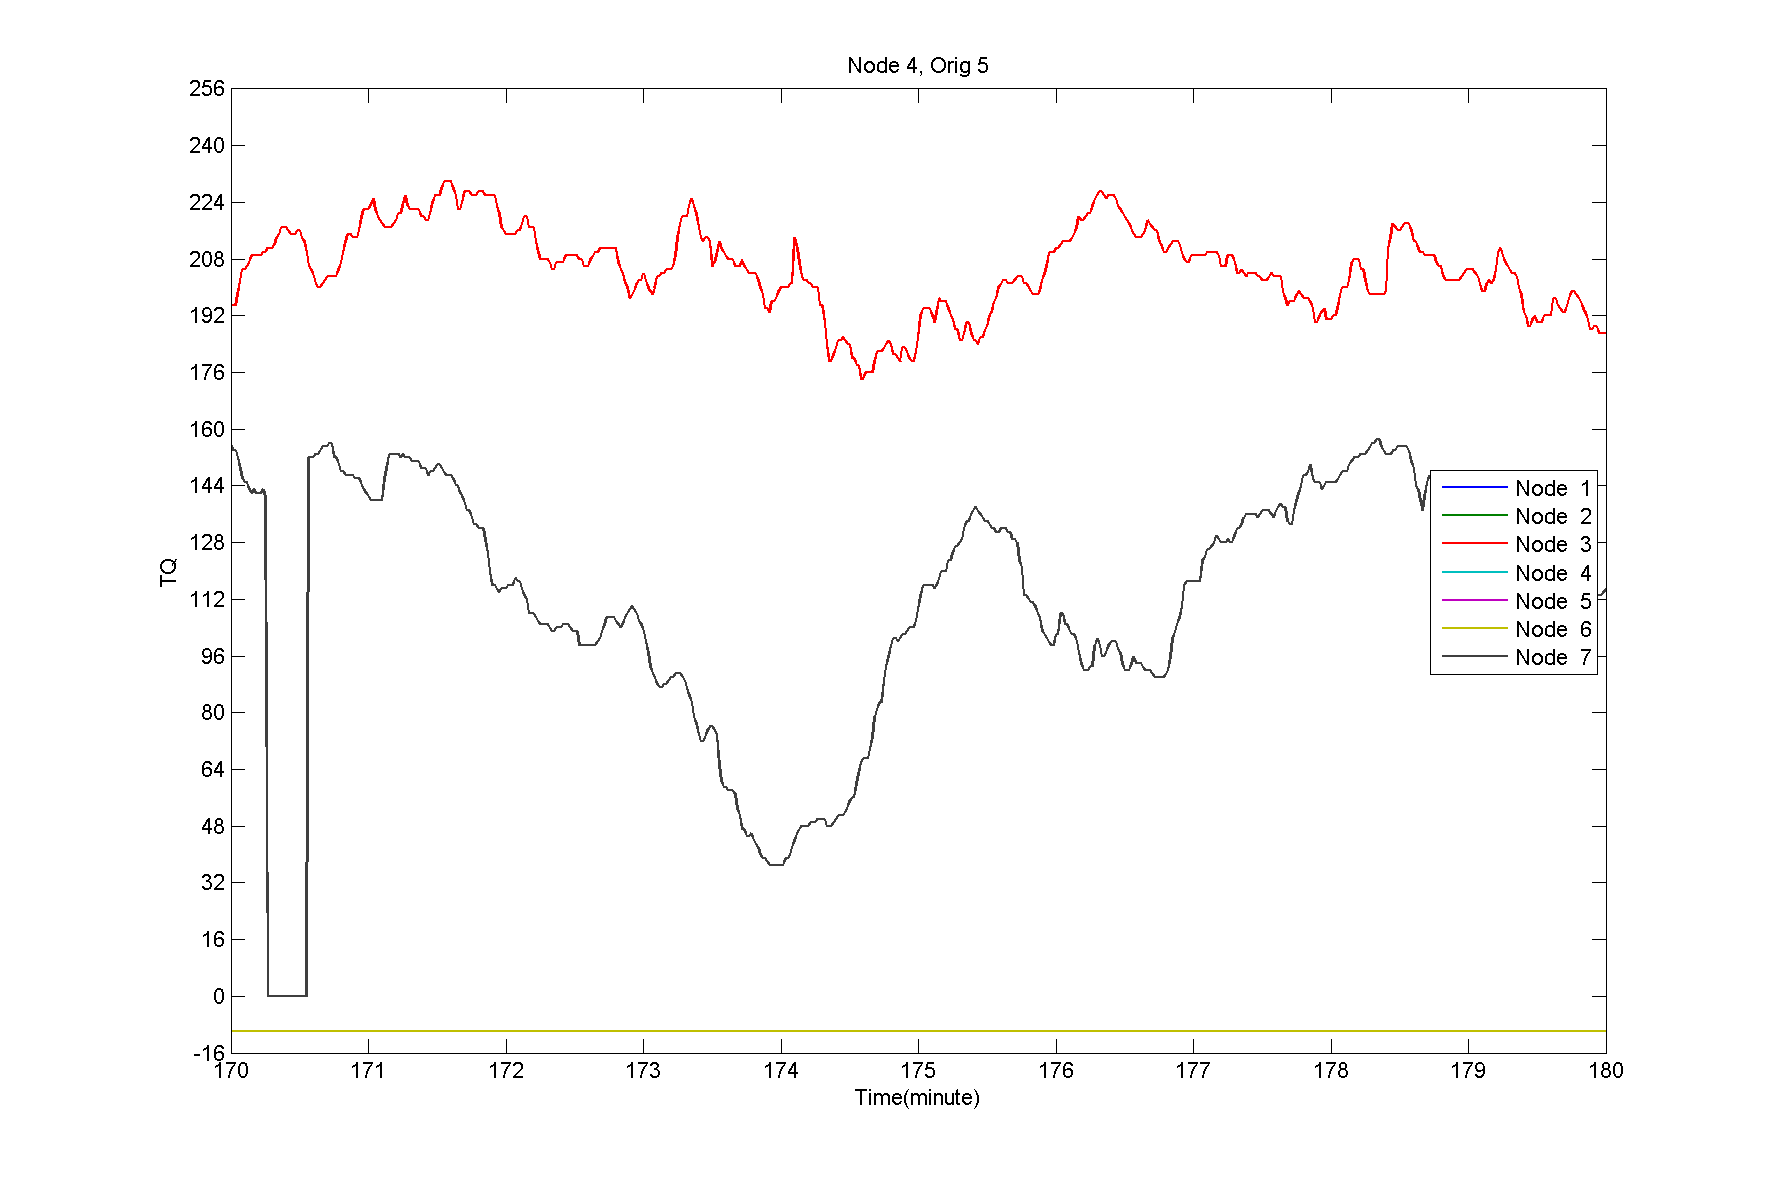 Node 4, Orig 5
256
240
224
208
192
176
160
144
128
112
96
80
64
48
32
16
0
-16
TQ
Node 1
Node 2
Node 3
Node 4
Node 5
Node 6
Node 7
170 171 172 173 174 175 176 177 178 179 180
Time(minute)